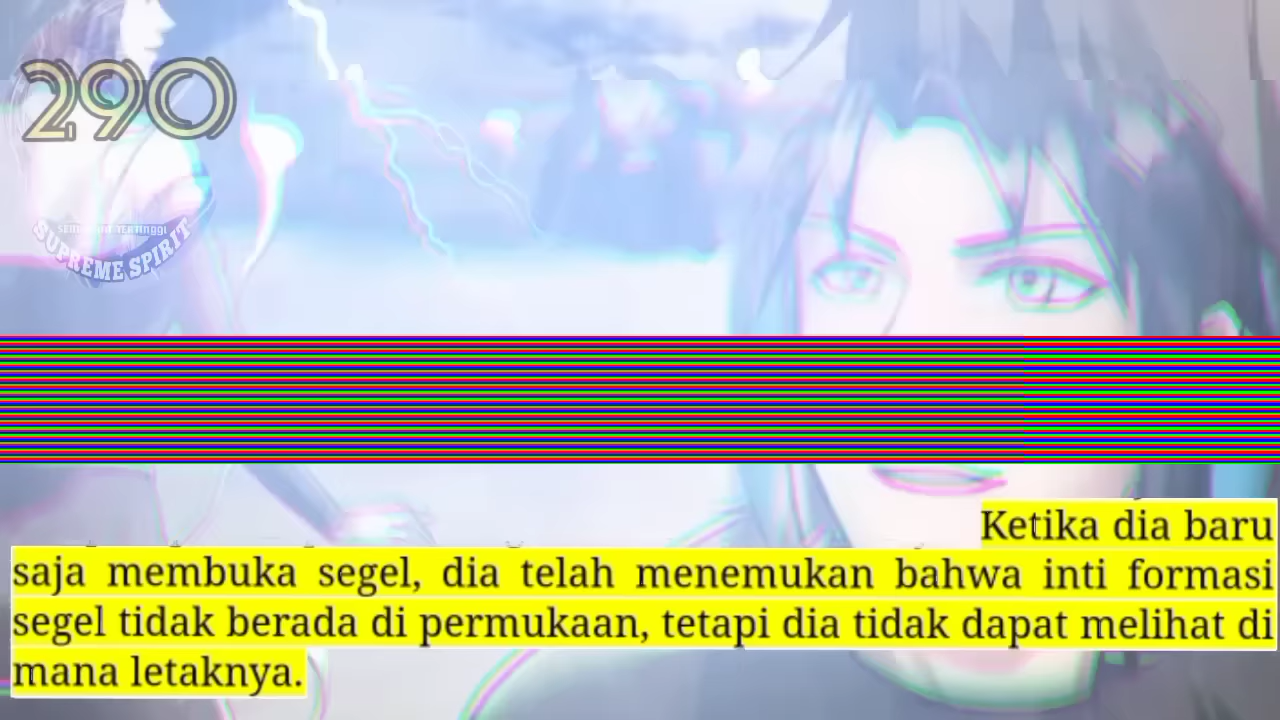 290
SUPREME SPIRIT
Ketika dia baru
saja membuka segel, dia telah menemukan bahwa inti formasi
segel tidak berada di permukaan, tetapi dia tidak dapat melihat di
mana letaknya.